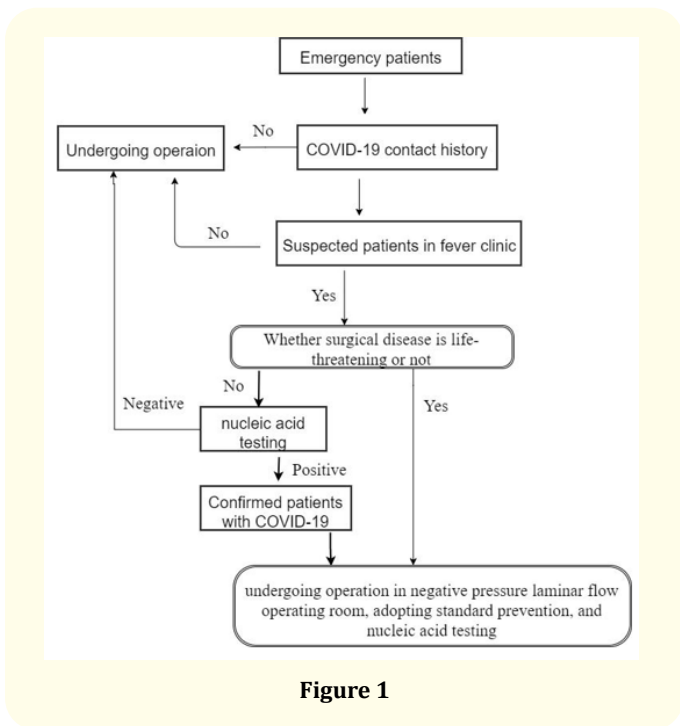 Emergency patients
No
Undergoing operaion
COVID-19 contact history
No
Suspected patients in fever clinic
Yes
Whether surgical disease is life-
threatening or not
No
Yes
Negative
nucleic acid
testing
Positive
Confirmed patients
with COVID-19
undergoing operation in negative pressure laminar flow
operating room, adopting standard prevention, and
nucleic acid testing
Figure 1